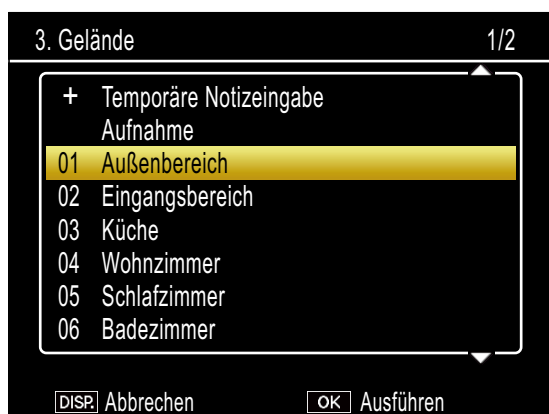 3. Gelände 1/2
+ Temporäre Notizeingabe
Aufnahme
01 Außenbereich
02 Eingangsbereich
03 Küche
04 Wohnzimmer
05 Schlafzimmer
06 Badezimmer
DISP. Abbrechen OK Ausführen